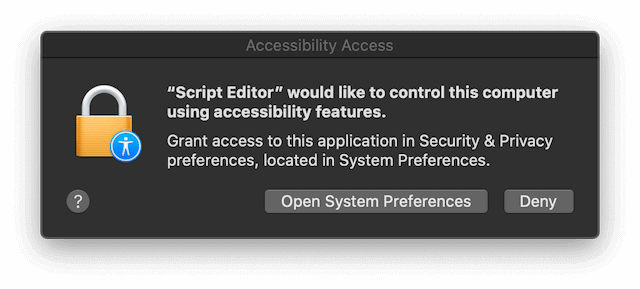 Accessibility Access
“Script Editor” would like to control this computer
using accessibility features.
Grant access to this application in Security & Privacy
preferences, located in System Preferences.
?
Open System Preferences
Deny